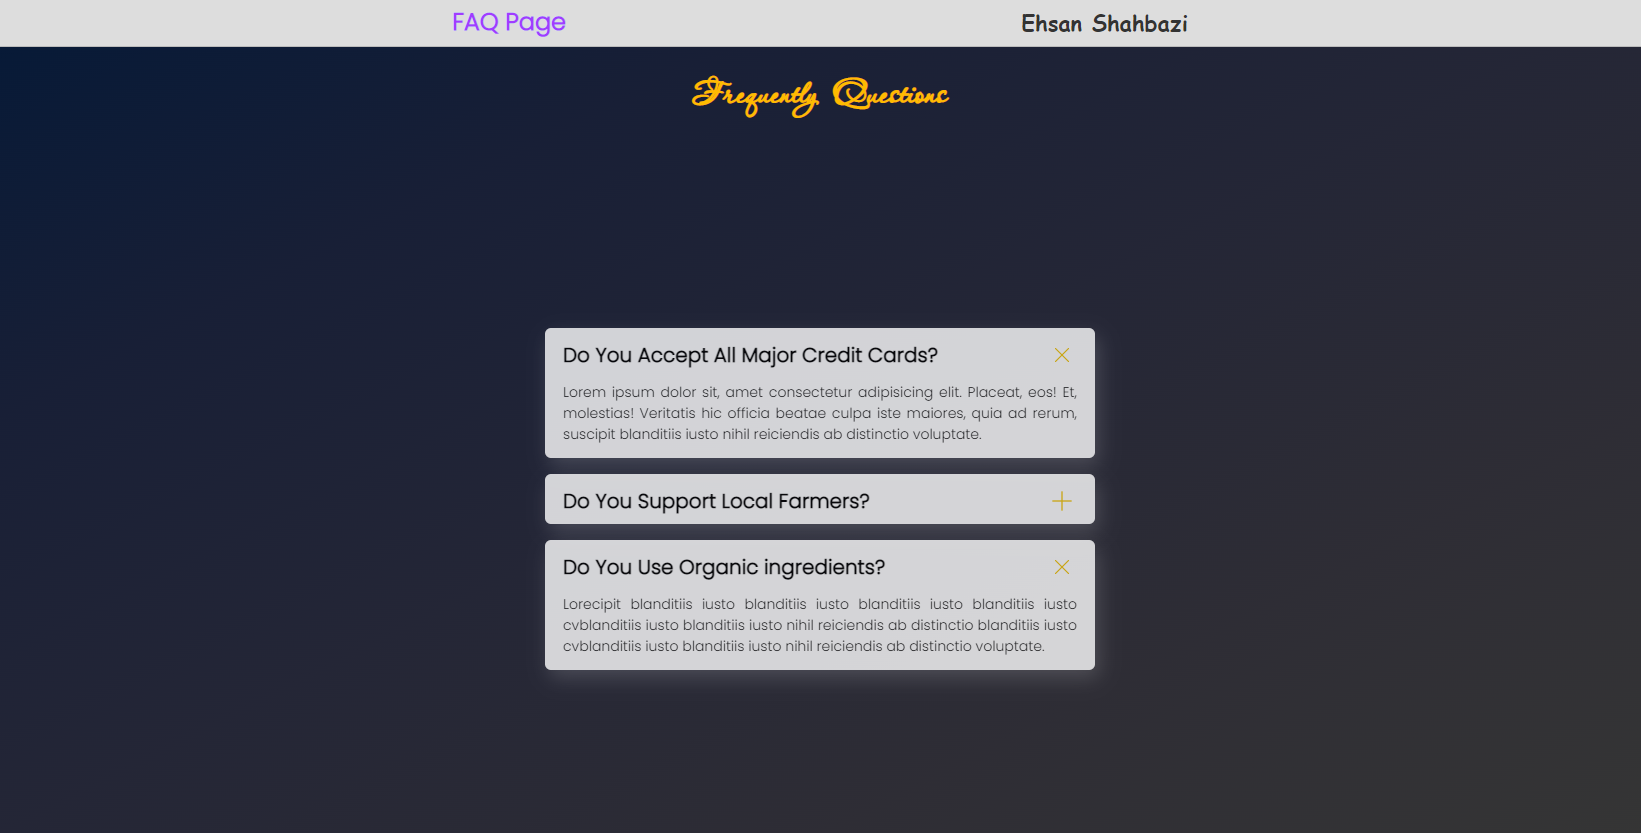 FAQ Page
Ehsan Shahbazi
Frequently Questions
Do You Accept All Major Credit Cards?
Lorem ipsum dolor sit, amet consectetur adipisicing elit. Placeat, eos! Et,
molestias! Veritatis hic officia beatae culpa iste maiores, quia ad rerum,
suscipit blanditiis iusto nihil reiciendis ab distinctio voluptate.
Do You Support Local Farmers?
Do You Use Organic ingredients?
Lorecipit blanditiis iusto blanditiis iusto blanditiis iusto blanditiis iusto
cvblanditiis iusto blanditiis iusto nihil reiciendis ab distinctio blanditiis iusto
cvblanditiis iusto blanditiis iusto nihil reiciendis ab distinctio voluptate.